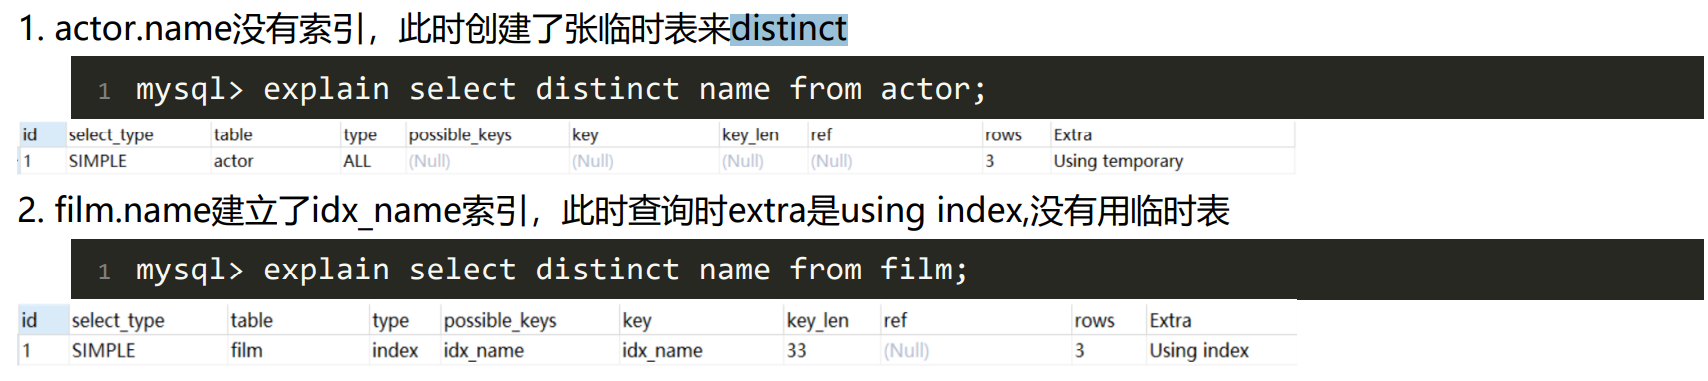 1. actor.name没有索引，此时创建了张临时表来distinct
1 mysql> explain select distinct name from actor;
id select_type table type possible_keys key key_len ref rows Extra
1 SIMPLE actor ALL (Null) (Null) (Null) (Null) 3 Using temporary
2. film.name建立了idx_name索引，此时查询时extra是using index,没有用临时表
1 mysql> explain select distinct name from film;
id select_type table type possible_keys key key_len ref rows Extra
1 SIMPLE film index idx_name idx_name 33 (Null) 3 Using index